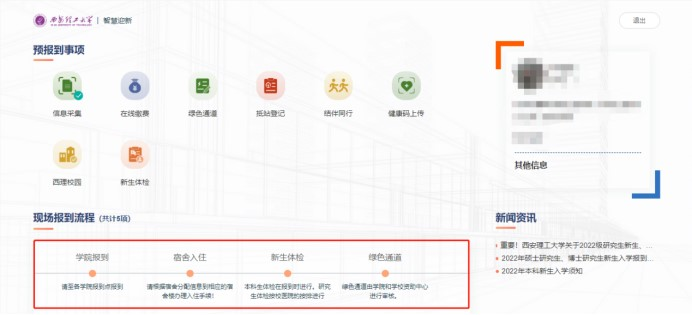 西安理工大学 | 智慧迎新
退出
预报到事项
信息采集
在线缴费
绿色通道
抵站登记
结伴同行
健康码上传
西理校园
新生体检
其他信息
现场报到流程 (共计5项)
新闻资讯
学院报到
宿舍入住
新生体检
绿色通道
请至各学院报到点报到
请根据宿舍分配信息到相应的宿
舍楼办理入住手续!
本科生体检在报到时进行。研究
生体检按校医院的按排进行
绿色通道由学院和学校资助中心
进行审核。
重要!西安理工大学关于2022级研究生新生、...
2022年硕士研究生、博士研究生新生入学报到...
2022年本科新生入学须知